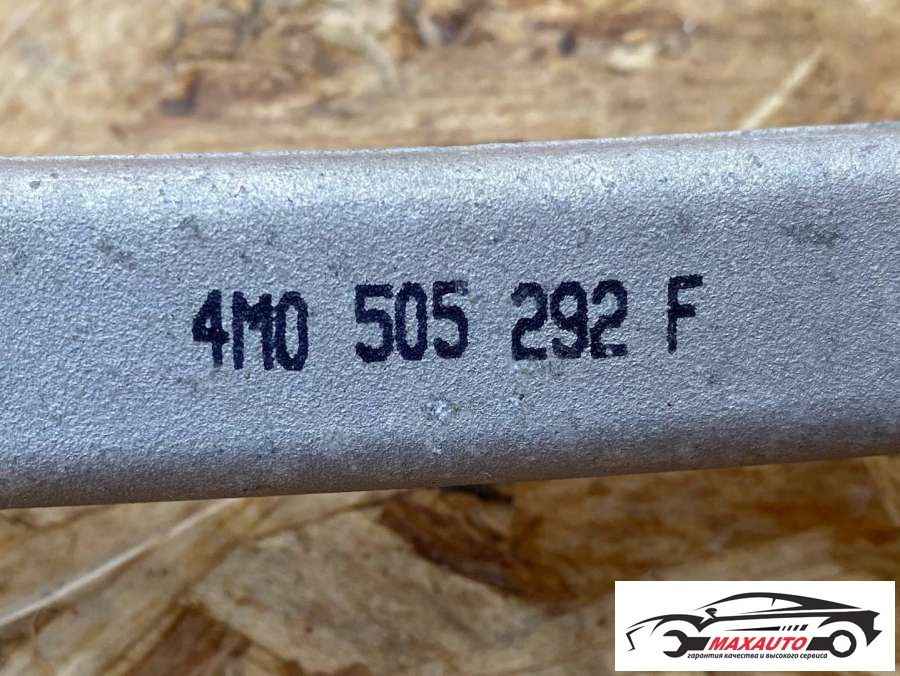 4M0 505 292 F
MAXAUTO
гарантия качества и высокого сервиса